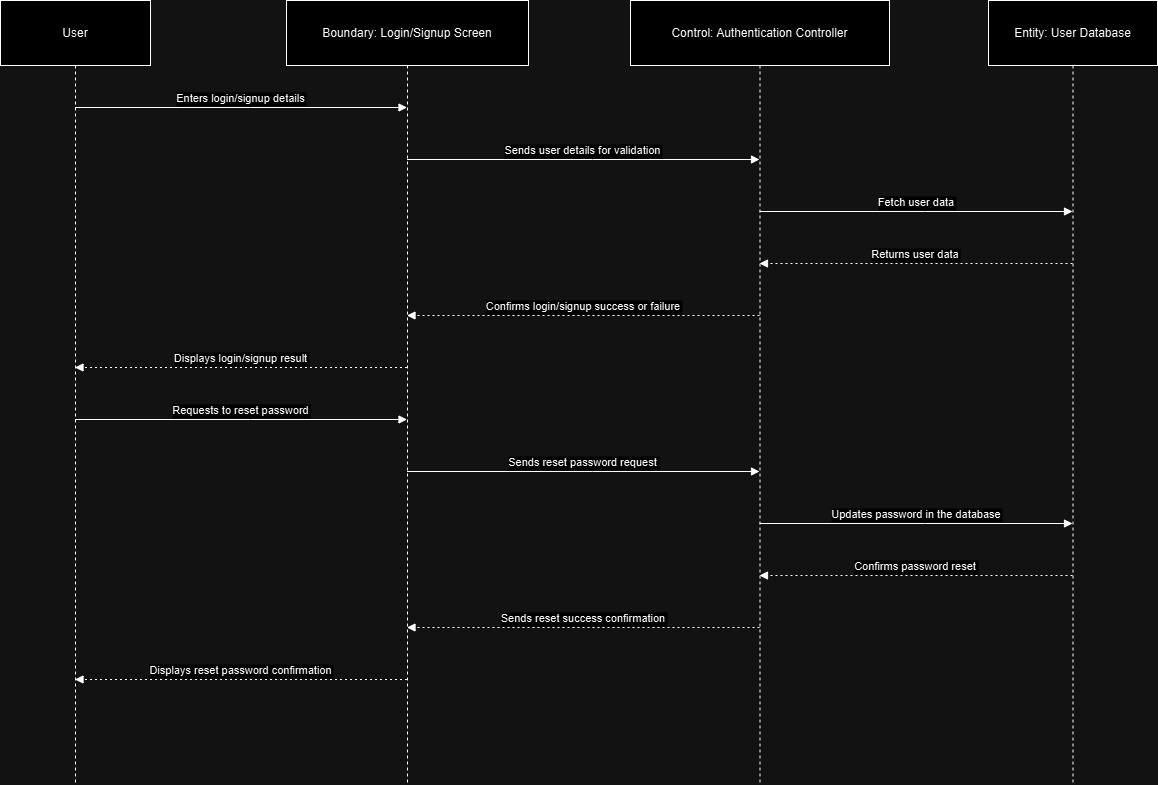 User
Boundary: Login/Signup Screen
Control: Authentication Controller
Entity: User Database
Enters login/signup details
Sends user details for validation
Fetch user data
Returns user data
Confirms login/signup success or failure
Displays login/signup result
Requests to reset password
Sends reset password request
Updates password in the database
Confirms password reset
Sends reset success confirmation
Displays reset password confirmation